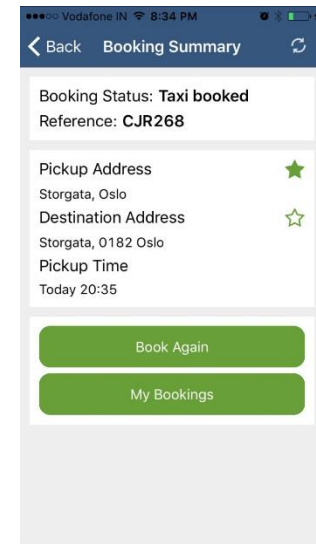 Vodafone IN 8:34 PM
Back Booking Summary
Booking Status: Taxi booked
Reference: CJR268
Pickup Address
Storgata, Oslo
Destination Address
Storgata, 0182 Oslo
Pickup Time
Today 20:35
Book Again
My Bookings